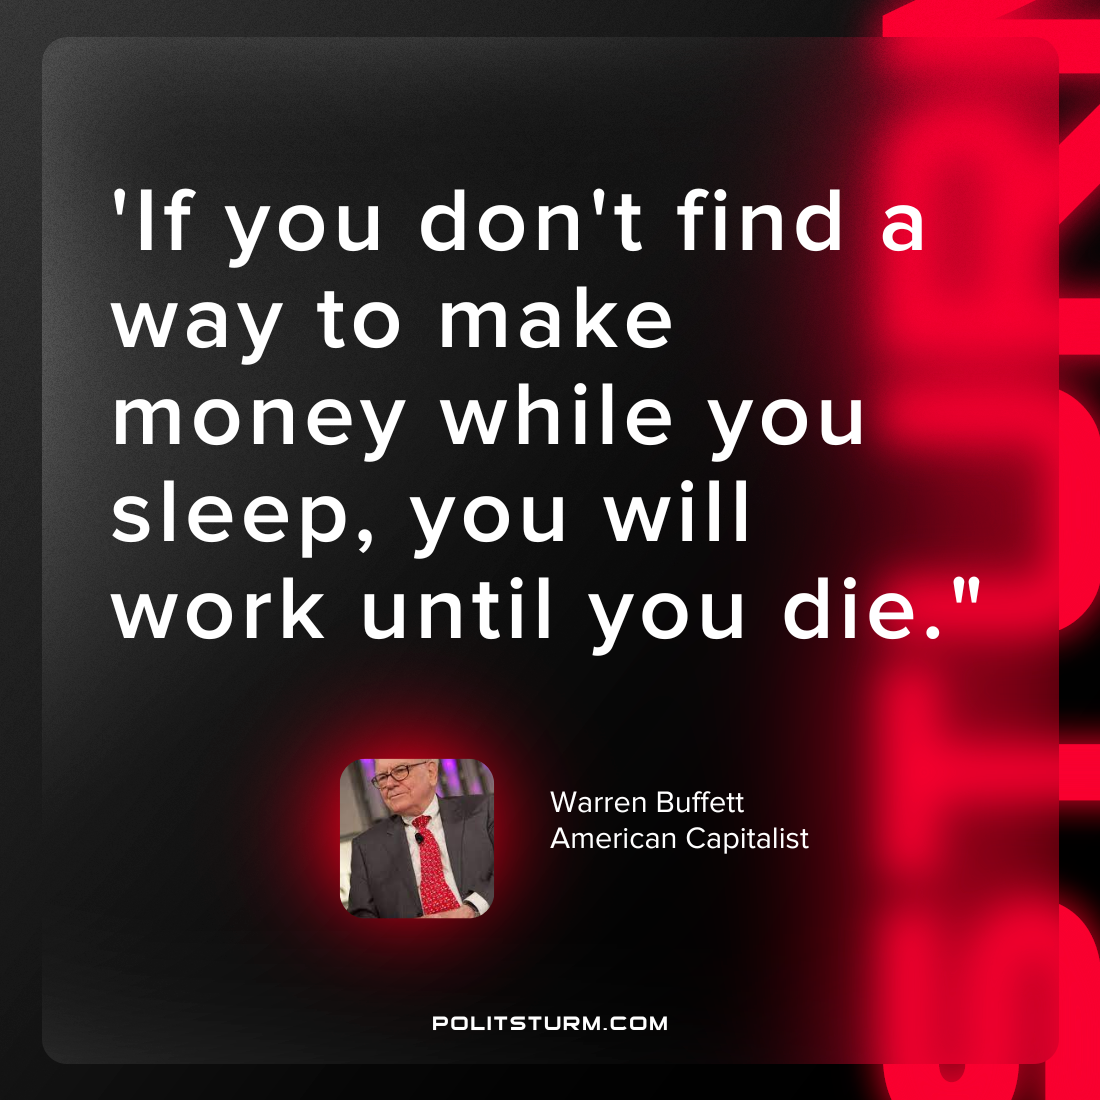 'If you don't find a
way to make
money while you
sleep, you will
work until you die."
Warren Buffett
American Capitalist
POLITSTURM.COM